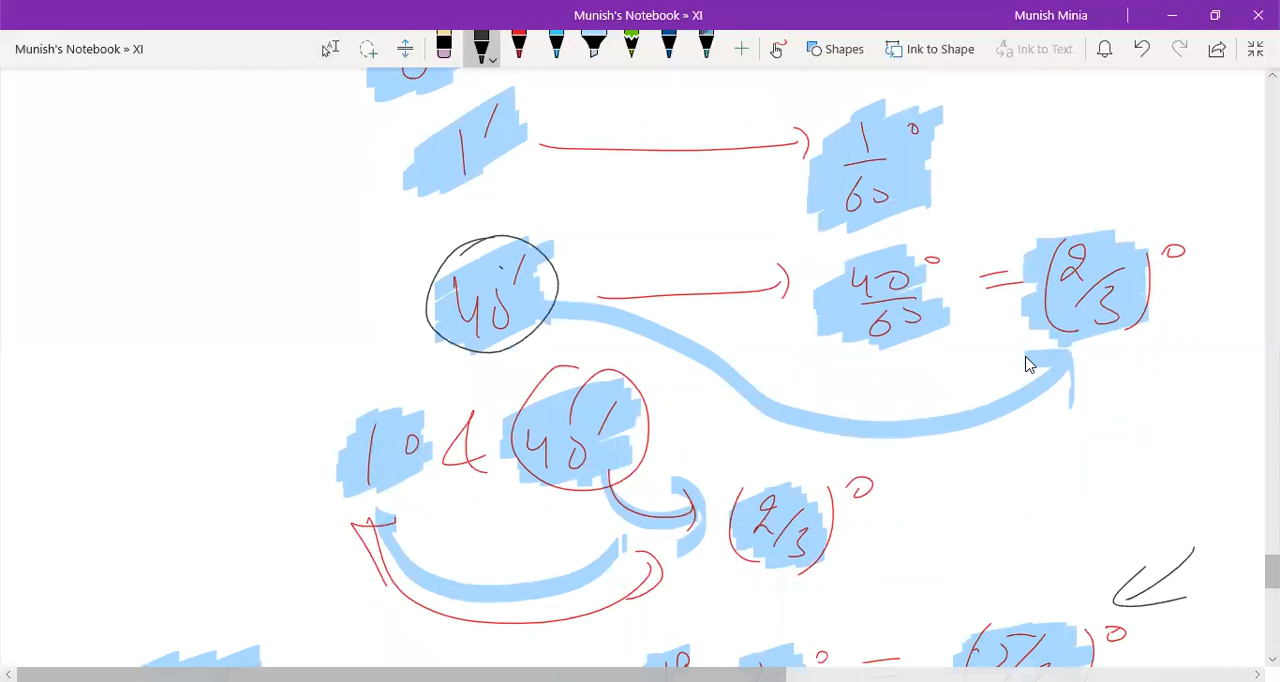 Munish's Notebook » XI
Munish Minia
Munish's Notebook » XI
Shapes
Ink to Shape
Ink to Text
1′ → 1/60°
40′ → 40/60° = (2/3)°
1° < 40′
(2/3)°